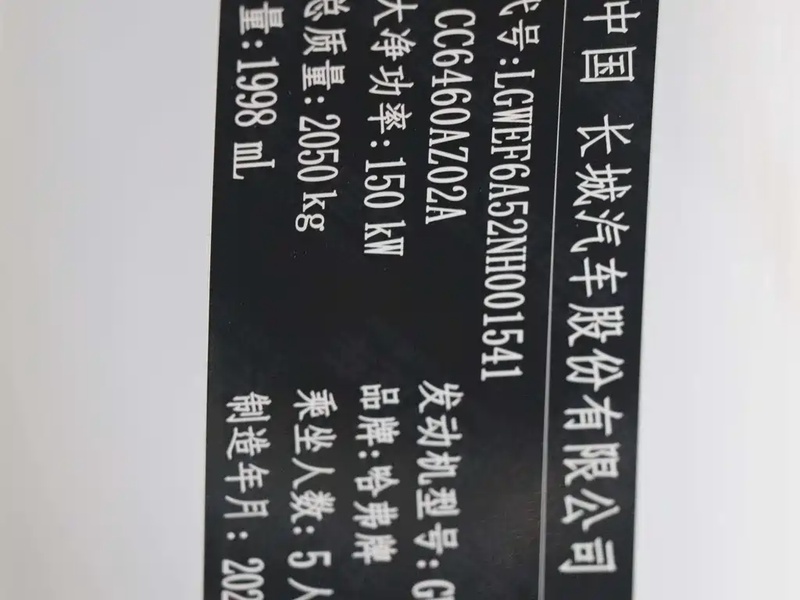 中国 长城汽车股份有限公司
代号:LGWEF6A52NH001541
CC6460AZ02A 发动机型号:G
大净功率:150 kW 品牌:哈弗牌
总质量:2050 kg 乘坐人数:5 人
量:1998 mL 制造年月:202